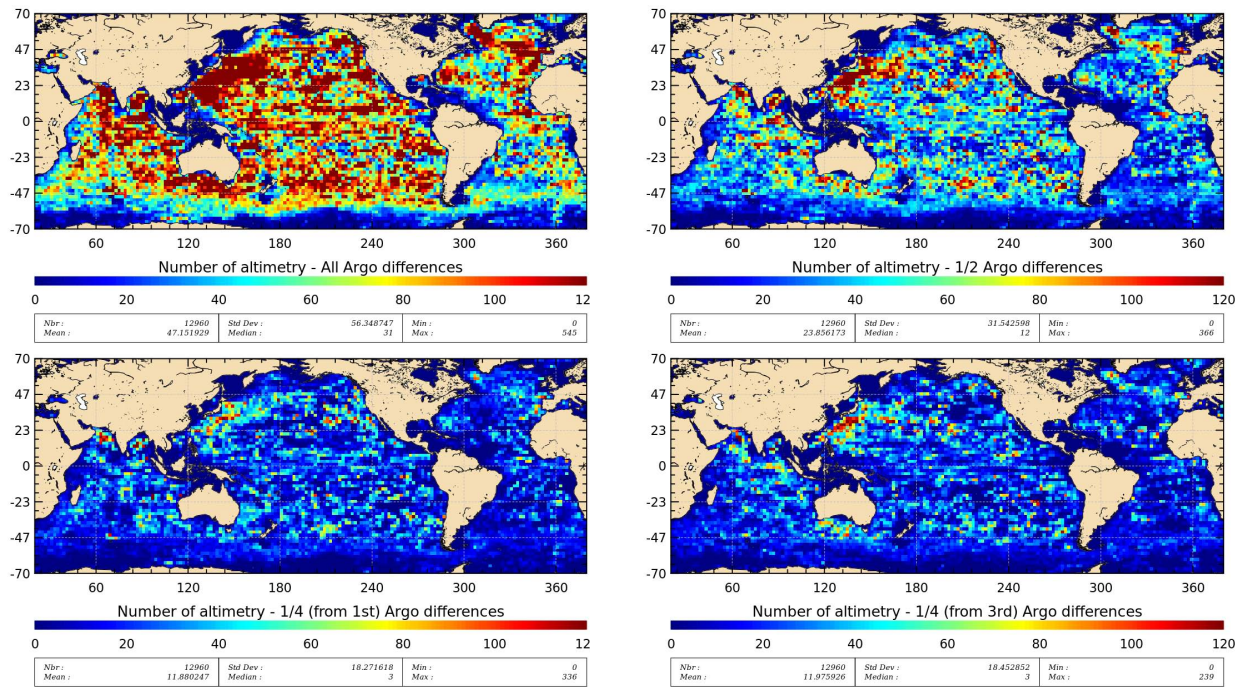 70
47
23
0
-23
-47
-70
60 120 180 240 300 360
Number of altimetry - All Argo differences
0 20 40 60 80 100 12
Nbr : 12960 Std Dev : 56.348747 Min : 0
Mean : 47.151929 Median : 31 Max : 545
70
47
23
0
-23
-47
-70
60 120 180 240 300 360
Number of altimetry - 1/2 Argo differences
0 20 40 60 80 100 120
Nbr : 12960 Std Dev : 31.542598 Min : 0
Mean : 23.856173 Median : 12 Max : 366
70
47
23
0
-23
-47
-70
60 120 180 240 300 360
Number of altimetry - 1/4 (from 1st) Argo differences
0 20 40 60 80 100 12
Nbr : 12960 Std Dev : 18.271618 Min : 0
Mean : 11.880247 Median : 3 Max : 336
70
47
23
0
-23
-47
-70
60 120 180 240 300 360
Number of altimetry - 1/4 (from 3rd) Argo differences
0 20 40 60 80 100 120
Nbr : 12960 Std Dev : 18.452852 Min : 0
Mean : 11.975926 Median : 3 Max : 239